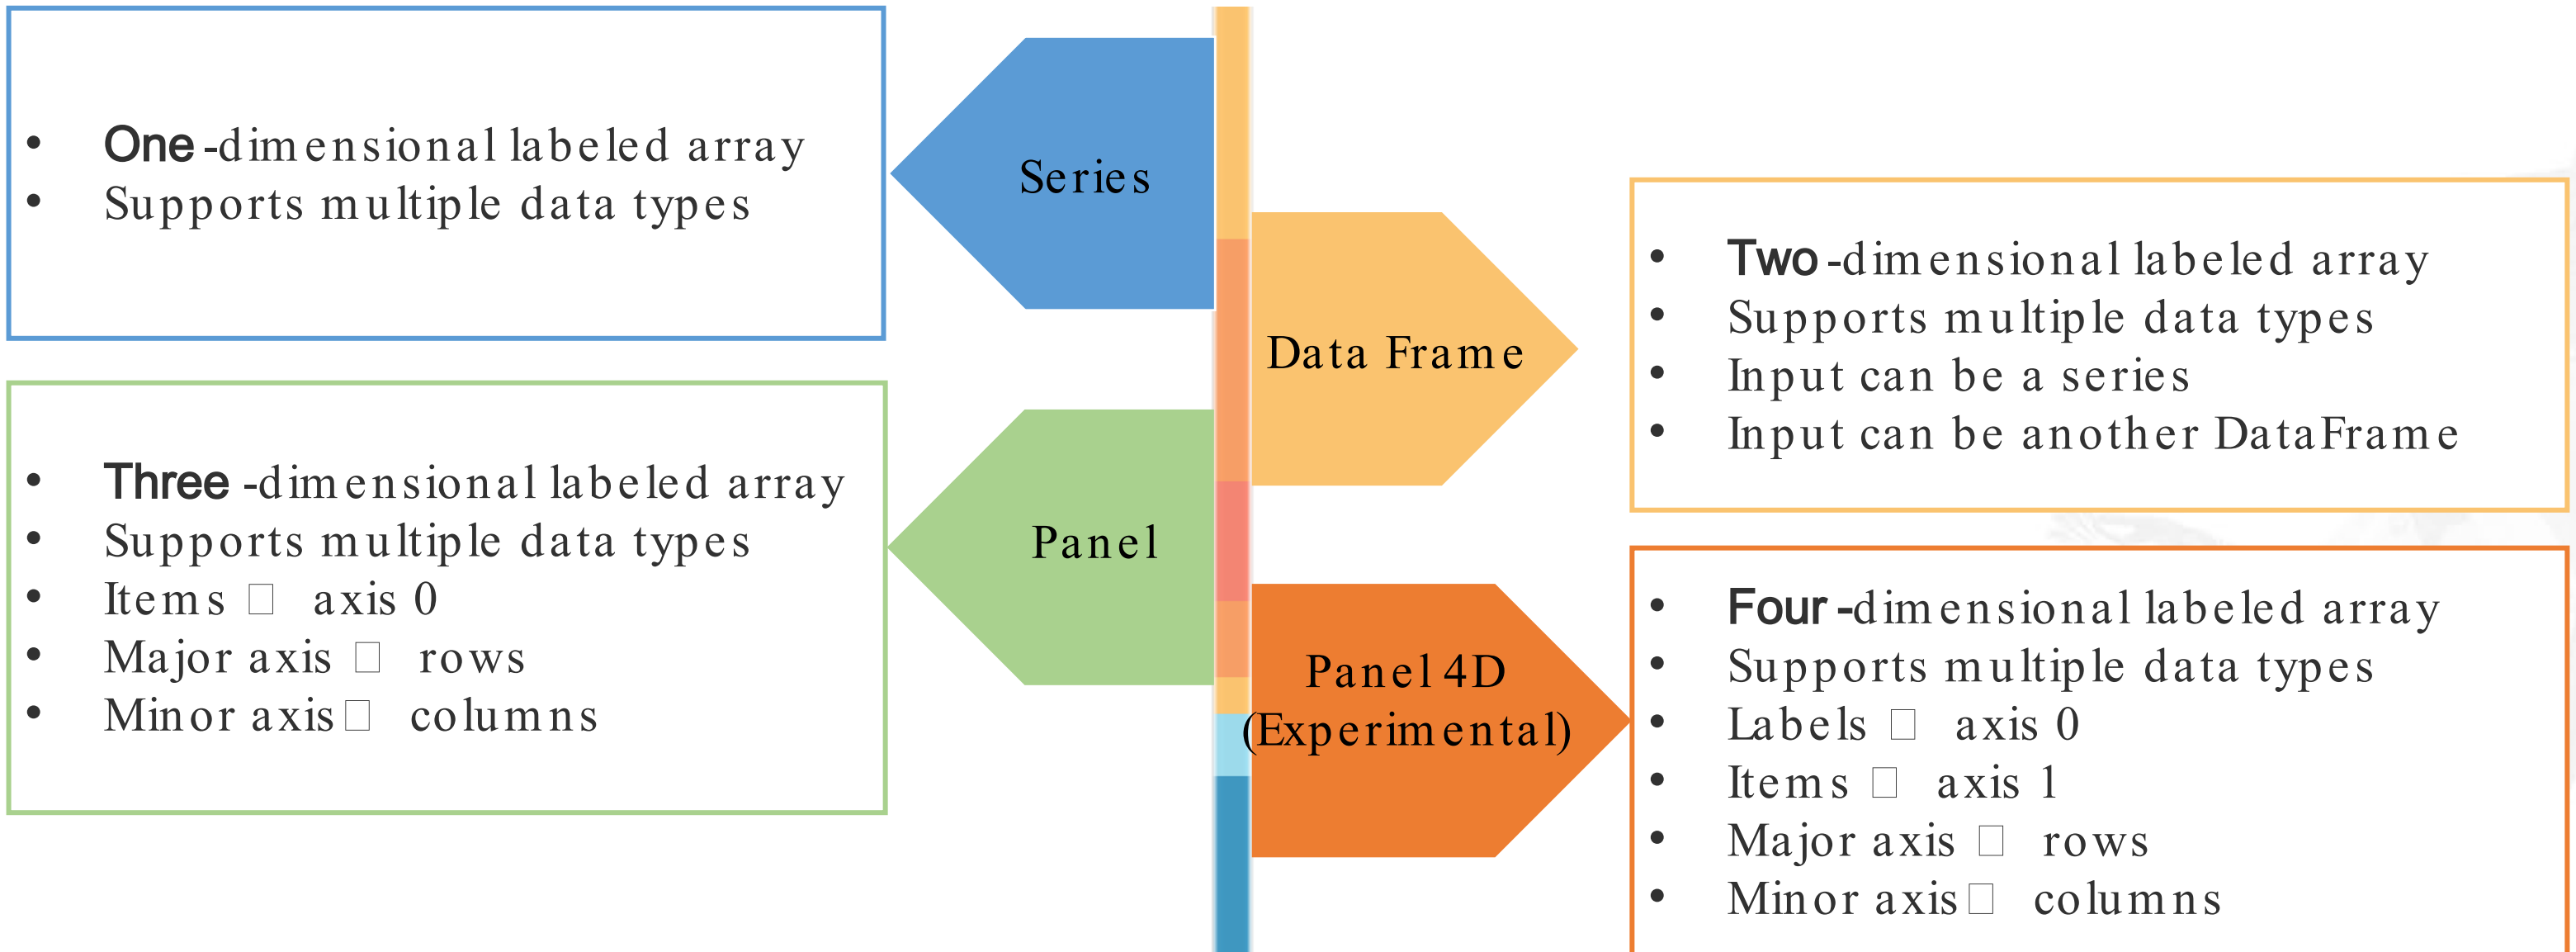 • One-dimensional labeled array
• Supports multiple data types
Series
Data Frame
• Two-dimensional labeled array
• Supports multiple data types
• Input can be a series
• Input can be another DataFrame
• Three -dimensional labeled array
• Supports multiple data types
• Items □ axis 0
• Major axis □ rows
• Minor axis □ columns
Panel
Panel 4D
(Experimental)
• Four-dimensional labeled array
• Supports multiple data types
• Labels □ axis 0
• Items □ axis 1
• Major axis □ rows
• Minor axis □ columns